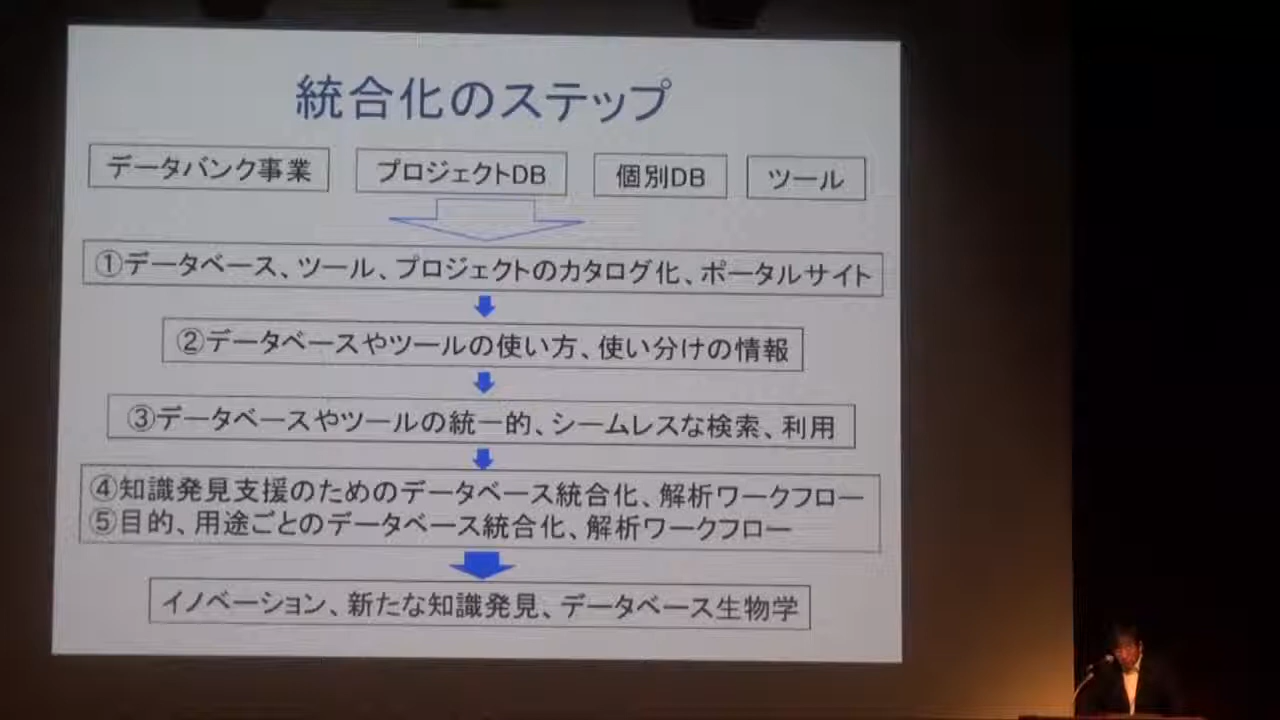 統合化のステップ
データバンク事業
プロジェクトDB
個別DB
ツール
①データベース、ツール、プロジェクトのカタログ化、ポータルサイト
②データベースやツールの使い方、使い分けの情報
③データベースやツールの統一的、シームレスな検索、利用
④知識発見支援のためのデータベース統合化、解析ワークフロー
⑤目的、用途ごとのデータベース統合化、解析ワークフロー
イノベーション、新たな知識発見、データベース生物学